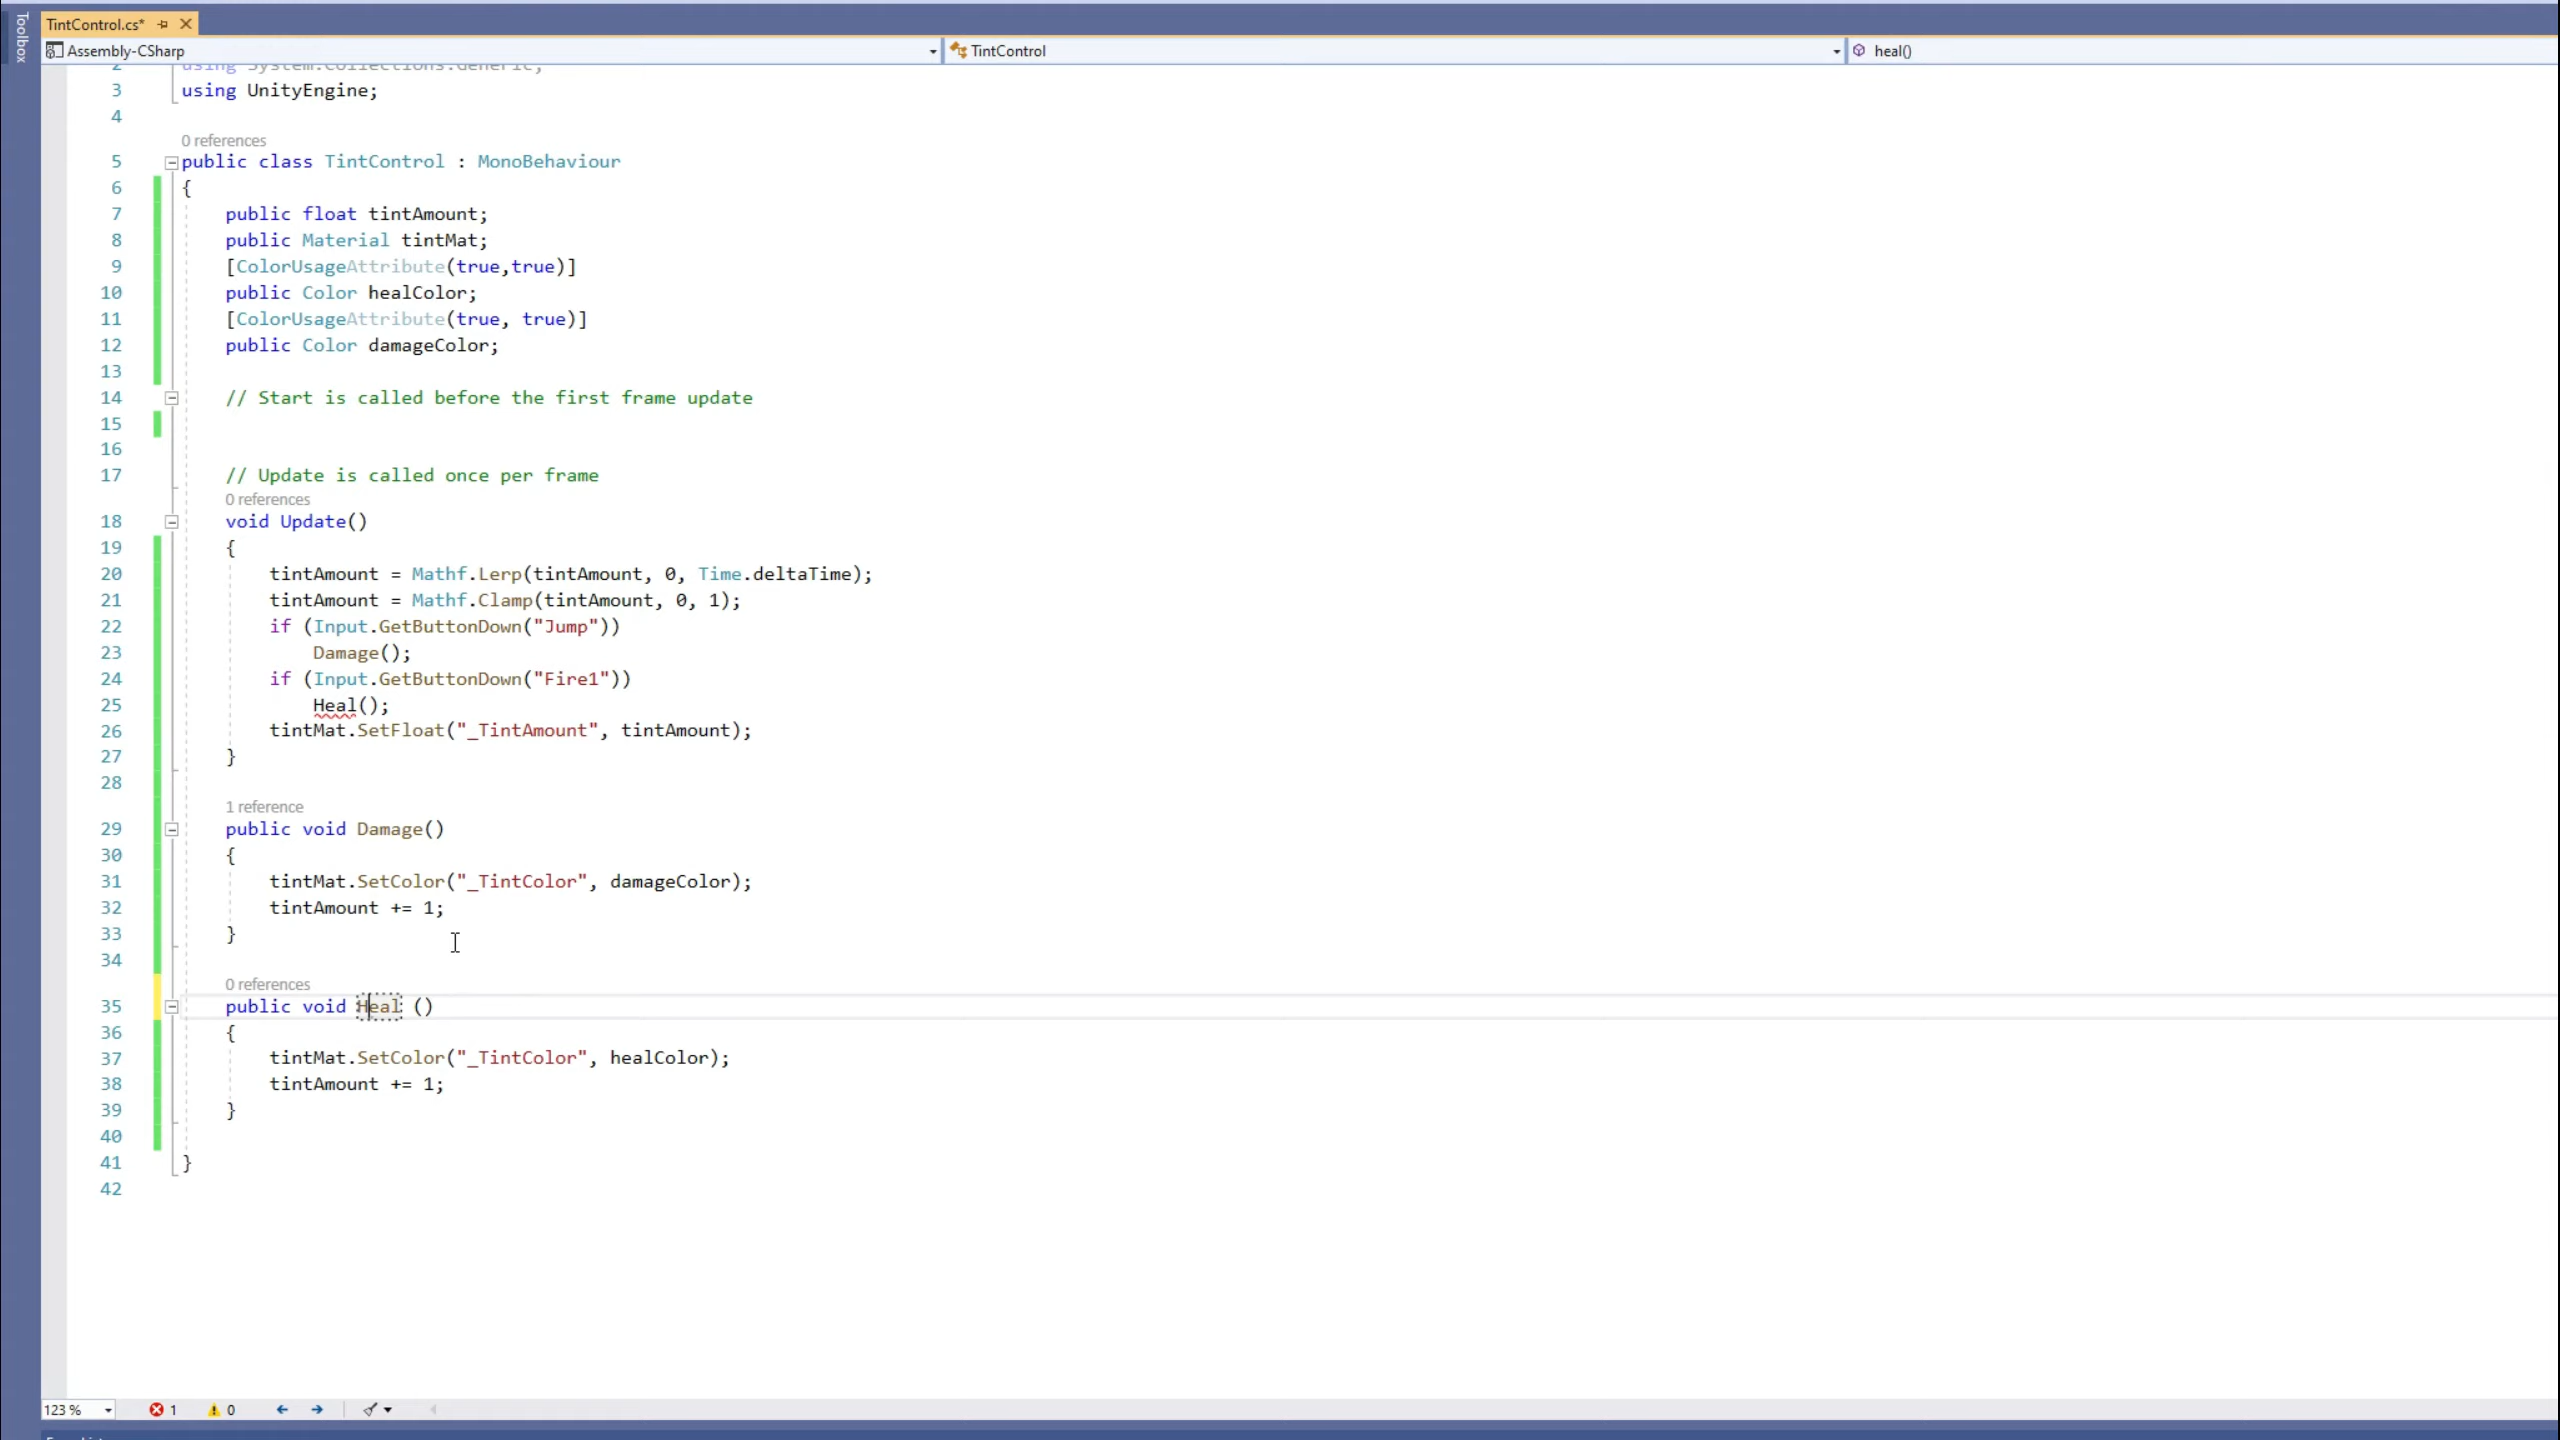 Toolbox
TintControl.cs*
Assembly-CSharp
TintControl
heal()
2 using System.Collections.Generic;
3 using UnityEngine;
4
0 references
5 public class TintControl : MonoBehaviour
6 {
7 public float tintAmount;
8 public Material tintMat;
9 [ColorUsageAttribute(true,true)]
10 public Color healColor;
11 [ColorUsageAttribute(true, true)]
12 public Color damageColor;
13
14 // Start is called before the first frame update
15
16
17 // Update is called once per frame
0 references
18 void Update()
19 {
20 tintAmount = Mathf.Lerp(tintAmount, 0, Time.deltaTime);
21 tintAmount = Mathf.Clamp(tintAmount, 0, 1);
22 if (Input.GetButtonDown("Jump"))
23 Damage();
24 if (Input.GetButtonDown("Fire1"))
25 Heal();
26 tintMat.SetFloat("_TintAmount", tintAmount);
27 }
28
1 reference
29 public void Damage()
30 {
31 tintMat.SetColor("_TintColor", damageColor);
32 tintAmount += 1;
33 }
34
0 references
35 public void Heal ()
36 {
37 tintMat.SetColor("_TintColor", healColor);
38 tintAmount += 1;
39 }
40
41 }
42
123 % 1 0